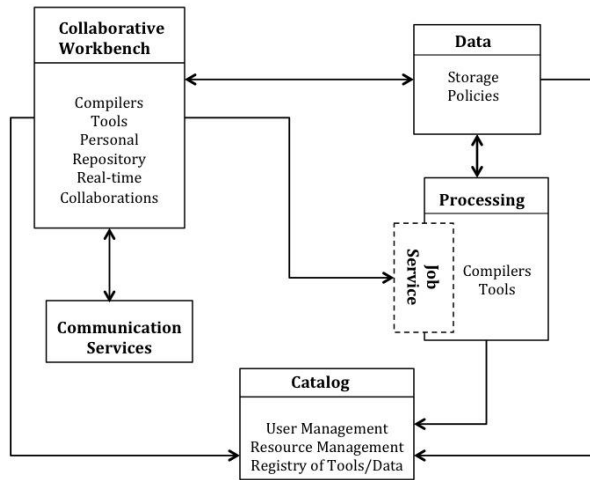 Collaborative
Workbench
Compilers
Tools
Personal
Repository
Real-time
Collaborations
Data
Storage
Policies
Processing
Job
Service
Compilers
Tools
Communication
Services
Catalog
User Management
Resource Management
Registry of Tools/Data